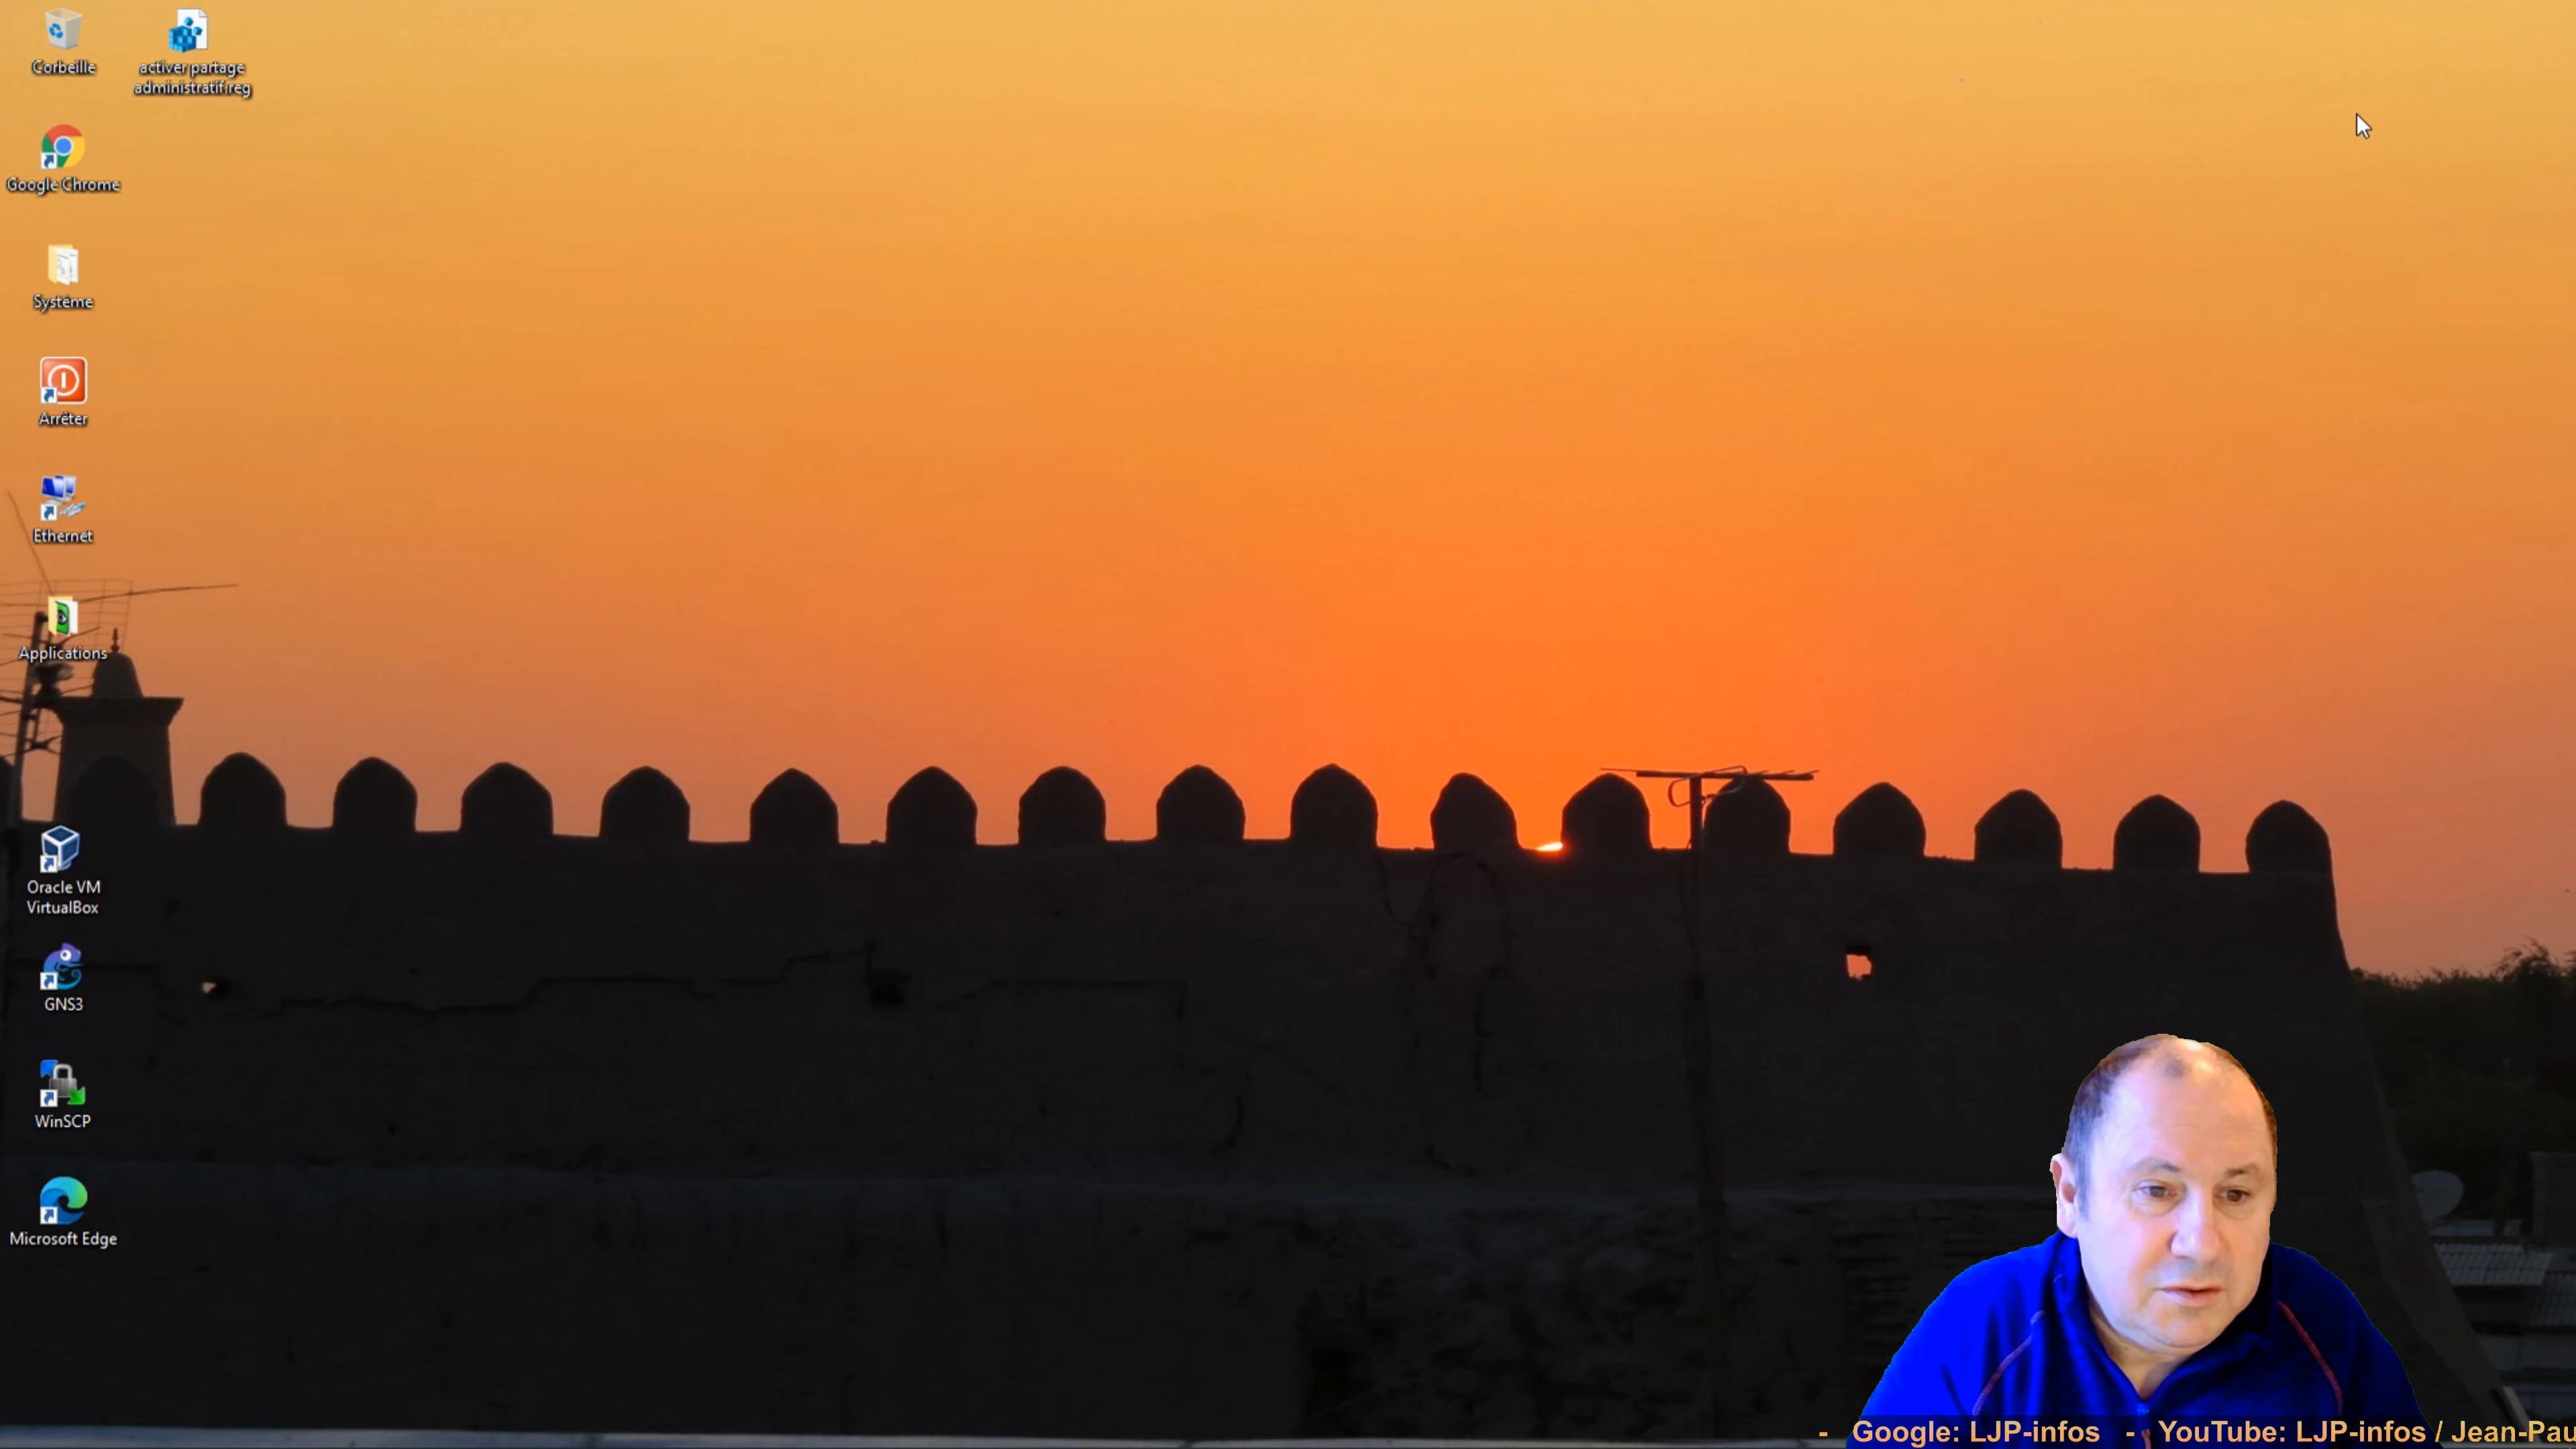 Corbeille
activer partage
administratif.reg
Google Chrome
Système
Arrêter
Ethernet
Applications
Oracle VM
VirtualBox
GNS3
WinSCP
Microsoft Edge
- Google: LJP-infos - YouTube: LJP-infos / Jean-Pau